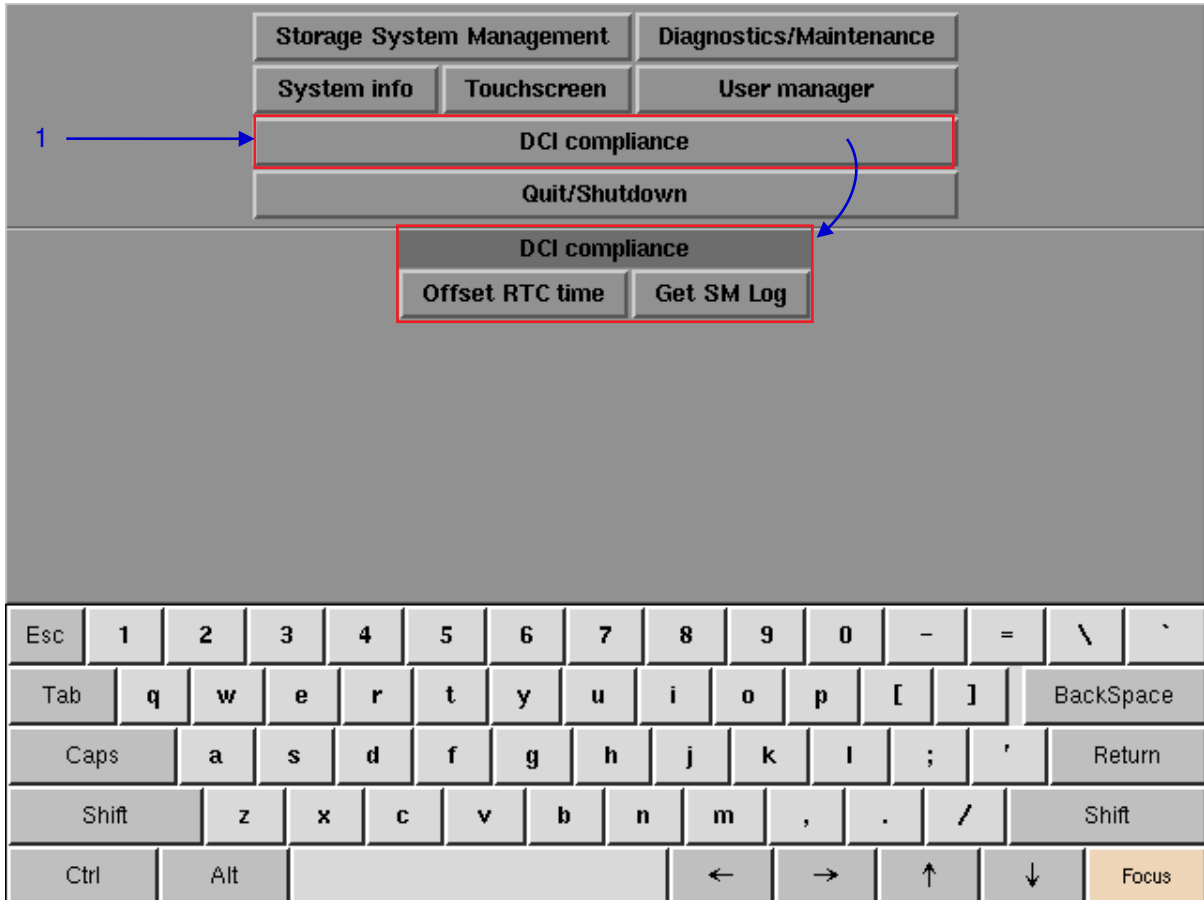 Storage System Management Diagnostics/Maintenance
System info Touchscreen User manager
1 DCI compliance
Quit/Shutdown
DCI compliance
Offset RTC time Get SM Log
Esc 1 2 3 4 5 6 7 8 9 0 - = \ `
Tab q w e r t y u i o p [ ] BackSpace
Caps a s d f g h j k l ; ' Return
Shift z x c v b n m , . / Shift
Ctrl Alt ← → ↑ ↓ Focus